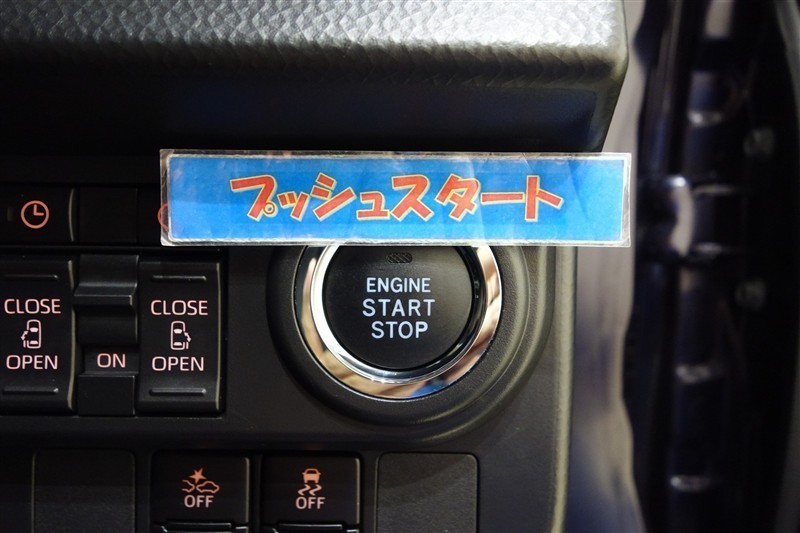 プッシュスタート
ENGINE
START
STOP
CLOSE
OPEN
ON
CLOSE
OPEN
OFF
OFF